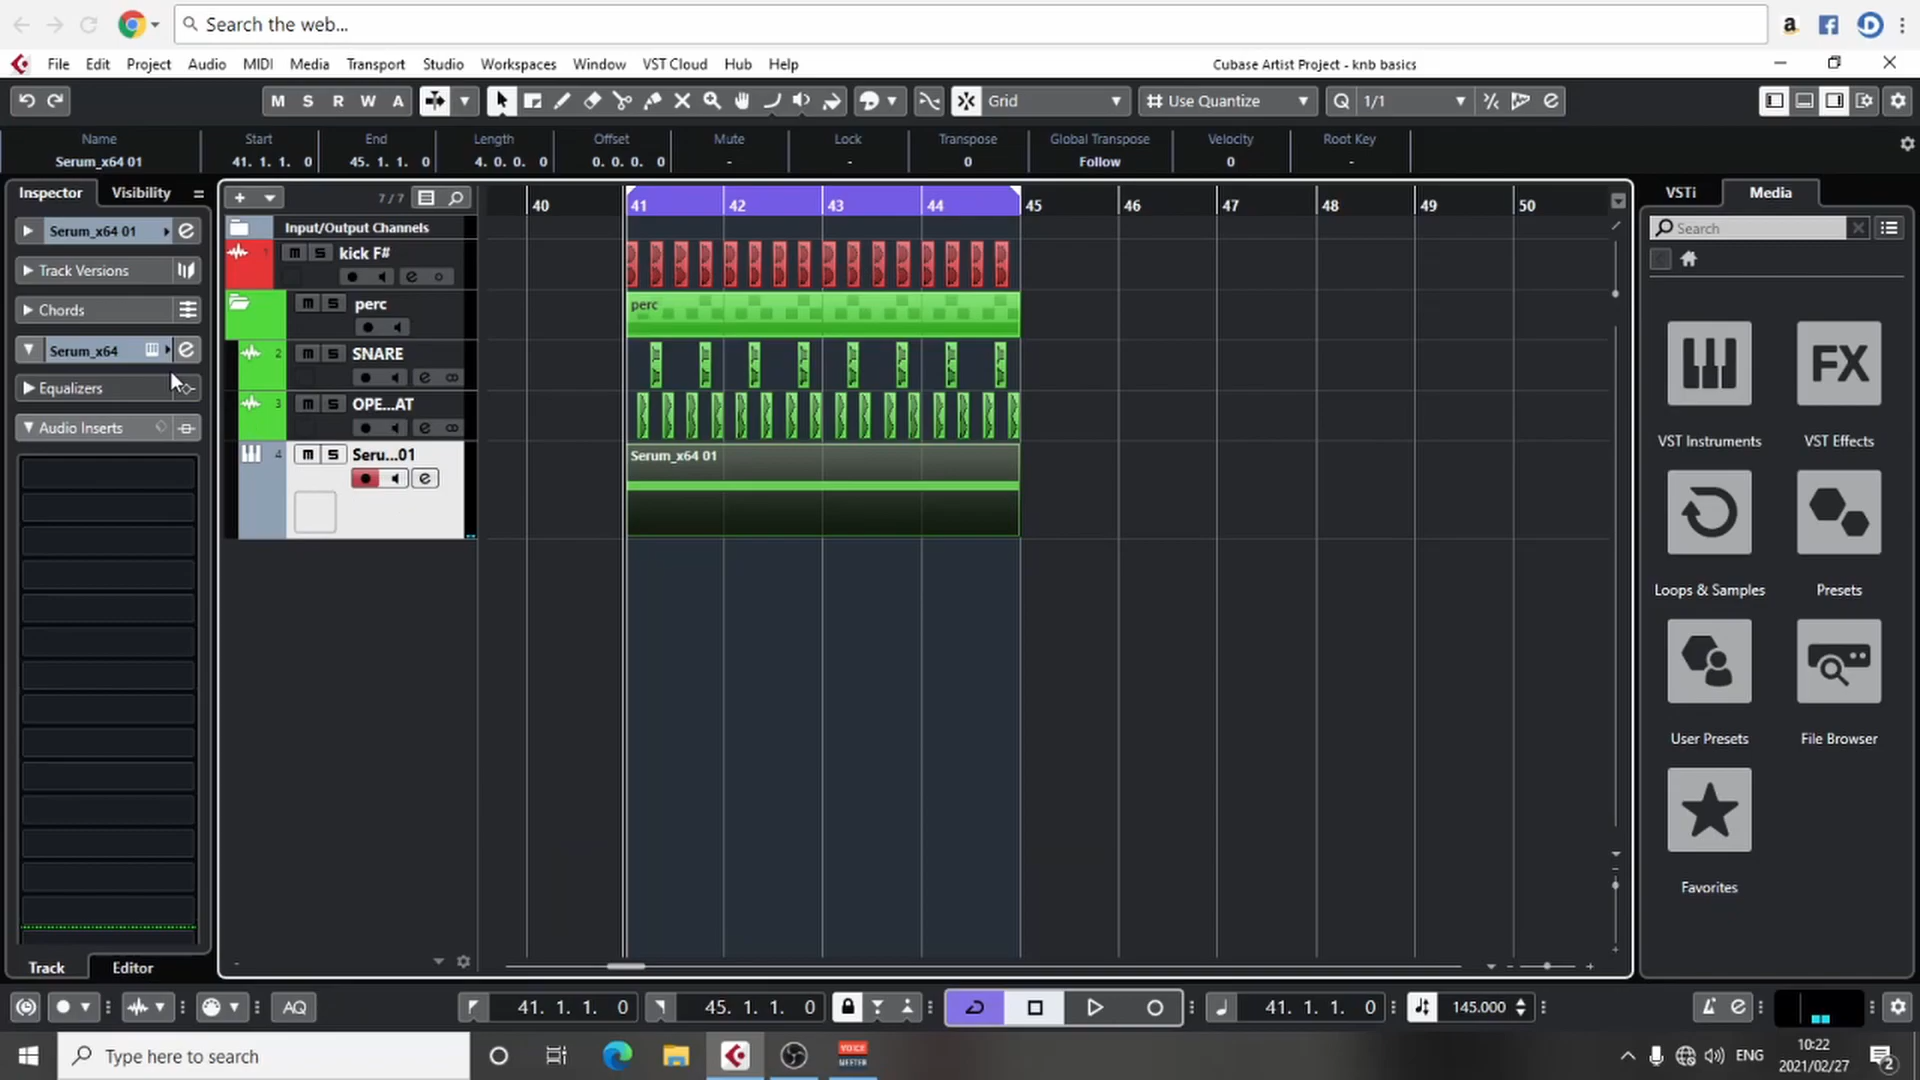 Search the web...
a
File Edit Project Audio MIDI Media Transport Studio Workspaces Window VST Cloud Hub Help
Cubase Artist Project - knb basics
M S R W A
Grid
Use Quantize
Q 1/1
Name Start End Length Offset Mute Lock Transpose Global Transpose Velocity Root Key
Serum_x64 01 41. 1. 1. 0 45. 1. 1. 0 4. 0. 0. 0 0. 0. 0. 0 - - 0 Follow 0 -
Inspector Visibility
7 / 7
40 41 42 43 44 45 46 47 48 49 50
VSTi Media
Serum_x64 01
Input/Output Channels
Search
1 m S kick F#
Track Versions
Chords
m S perc
perc
Serum_x64
2 m S SNARE
Equalizers
3 m S OPE...AT
Audio Inserts
4 m S Seru...01
Serum_x64 01
FX
VST Instruments VST Effects
Loops & Samples Presets
User Presets File Browser
Favorites
Track Editor
AQ
41. 1. 1. 0
45. 1. 1. 0
41. 1. 1. 0
145.000
Type here to search
VOICE
MEETER
ENG
10:22
2021/02/27
2